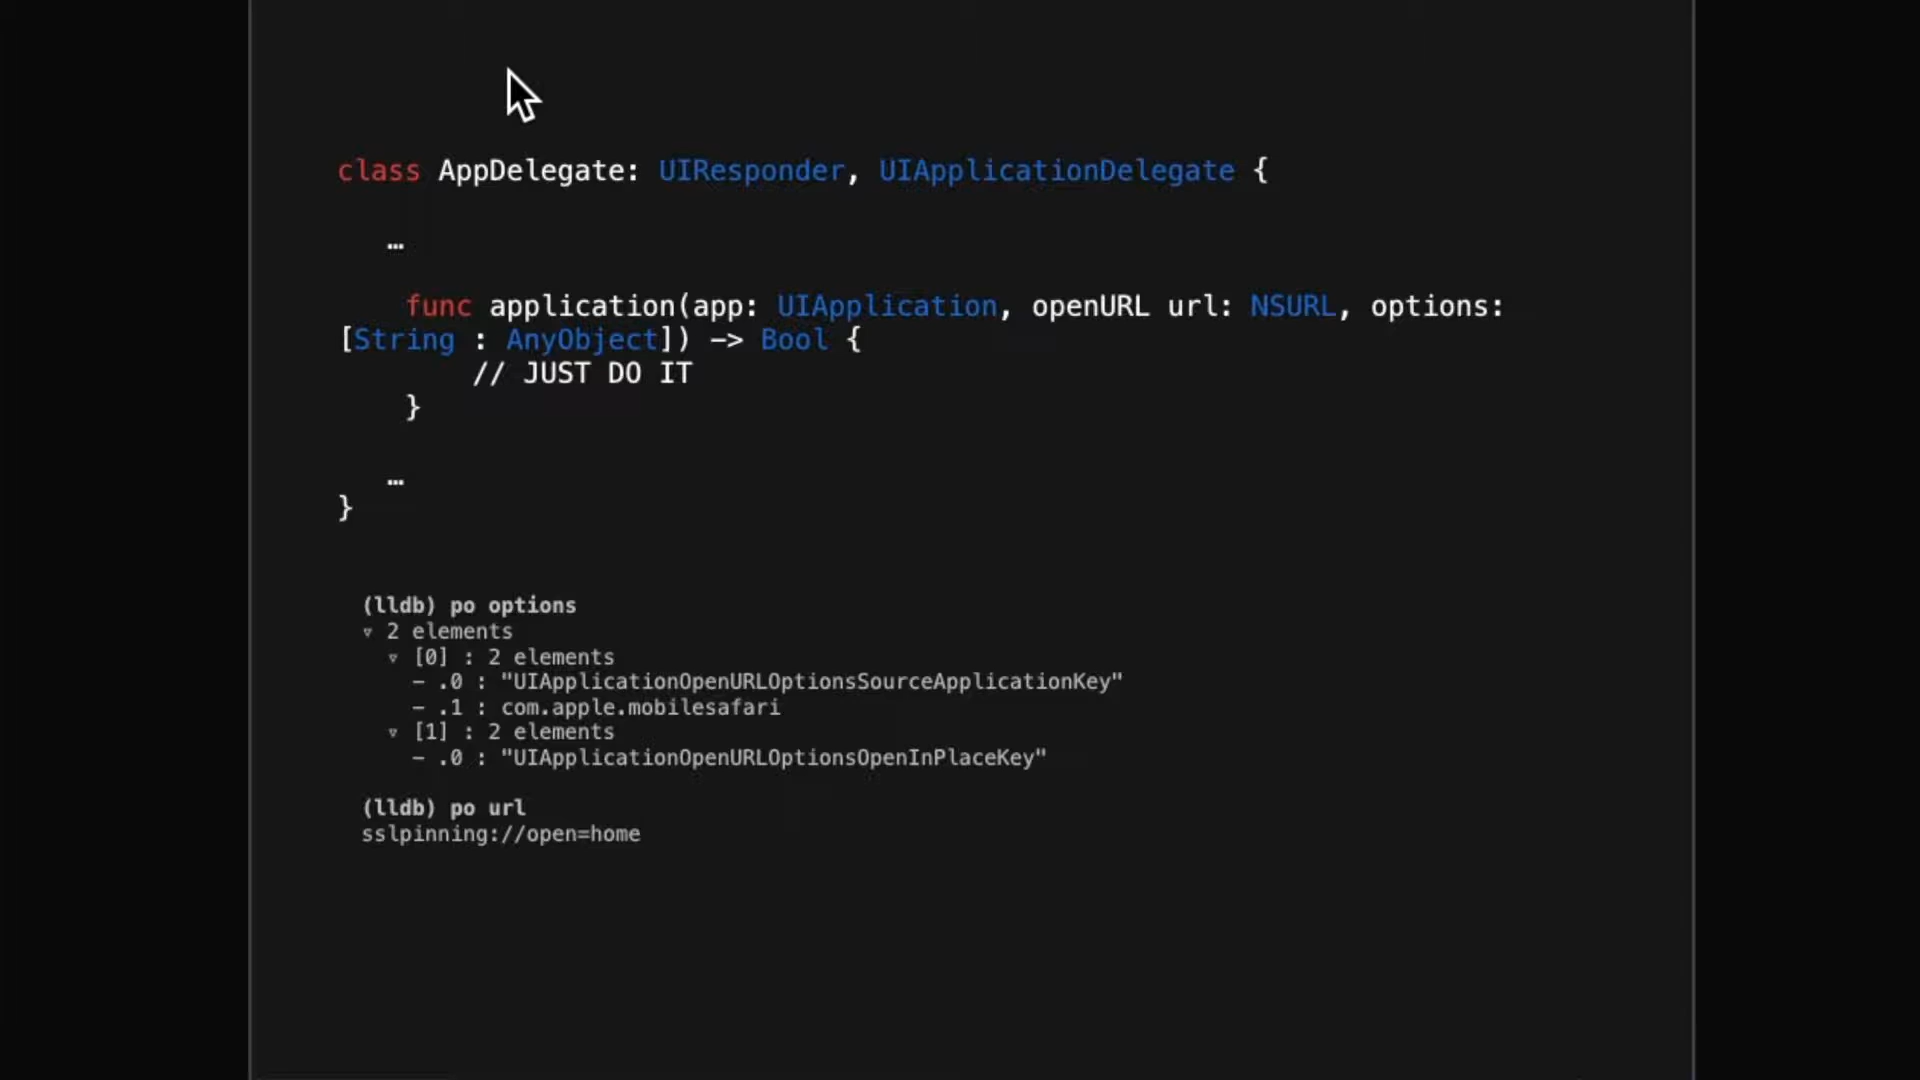 class AppDelegate: UIResponder, UIApplicationDelegate {
…
func application(app: UIApplication, openURL url: NSURL, options:
[String : AnyObject]) -> Bool {
// JUST DO IT
}
…
}
(lldb) po options
▿ 2 elements
▿ [0] : 2 elements
- .0 : "UIApplicationOpenURLOptionsSourceApplicationKey"
- .1 : com.apple.mobilesafari
▿ [1] : 2 elements
- .0 : "UIApplicationOpenURLOptionsOpenInPlaceKey"
(lldb) po url
sslpinning://open=home